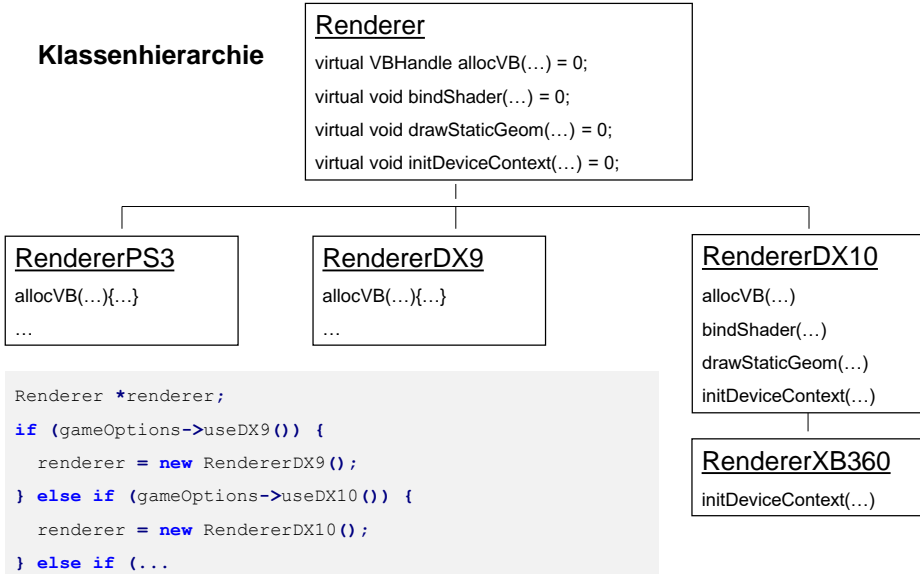 Klassenhierarchie
Renderer
virtual VBHandle allocVB(…) = 0;
virtual void bindShader(…) = 0;
virtual void drawStaticGeom(…) = 0;
virtual void initDeviceContext(…) = 0;
RendererPS3
allocVB(…){…}
…
RendererDX9
allocVB(…){…}
…
RendererDX10
allocVB(…)
bindShader(…)
drawStaticGeom(…)
initDeviceContext(…)
RendererXB360
initDeviceContext(…)
Renderer *renderer;
if (gameOptions->useDX9()) {
  renderer = new RendererDX9();
} else if (gameOptions->useDX10()) {
  renderer = new RendererDX10();
} else if (...